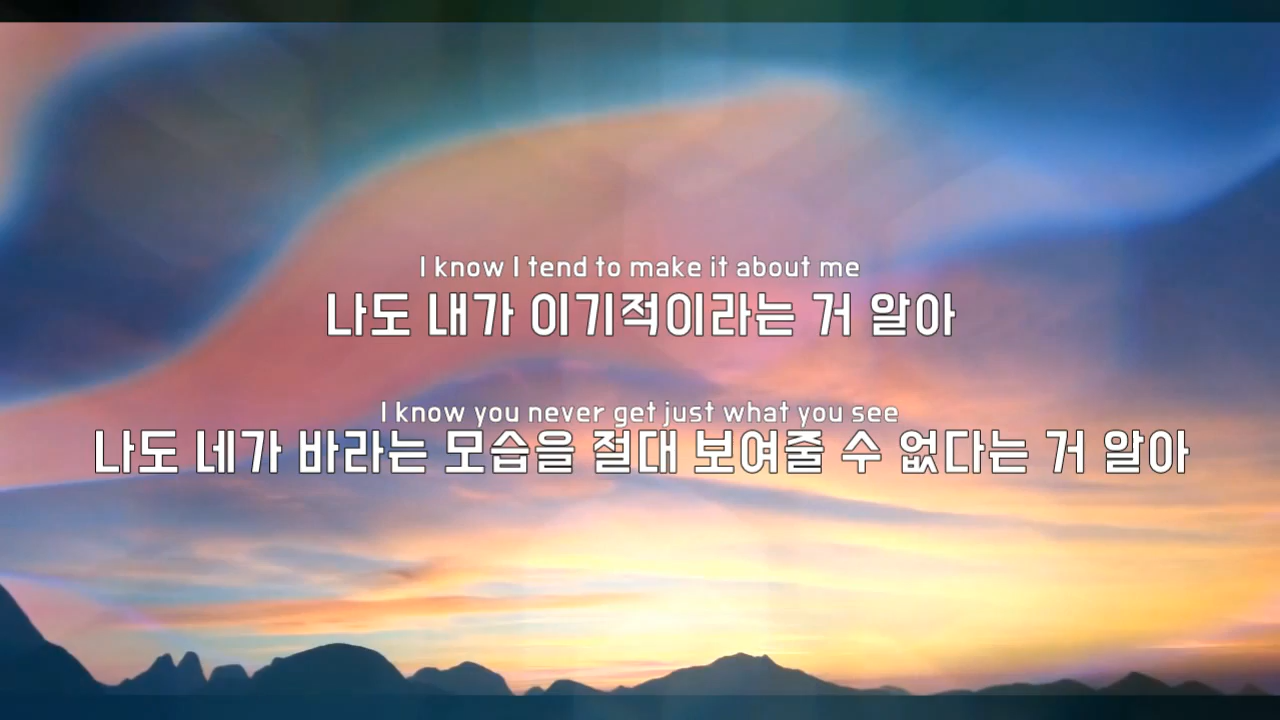 I know I tend to make it about me
나도 내가 이기적이라는 거 알아
I know you never get just what you see
나도 네가 바라는 모습을 절대 보여줄 수 없다는 거 알아